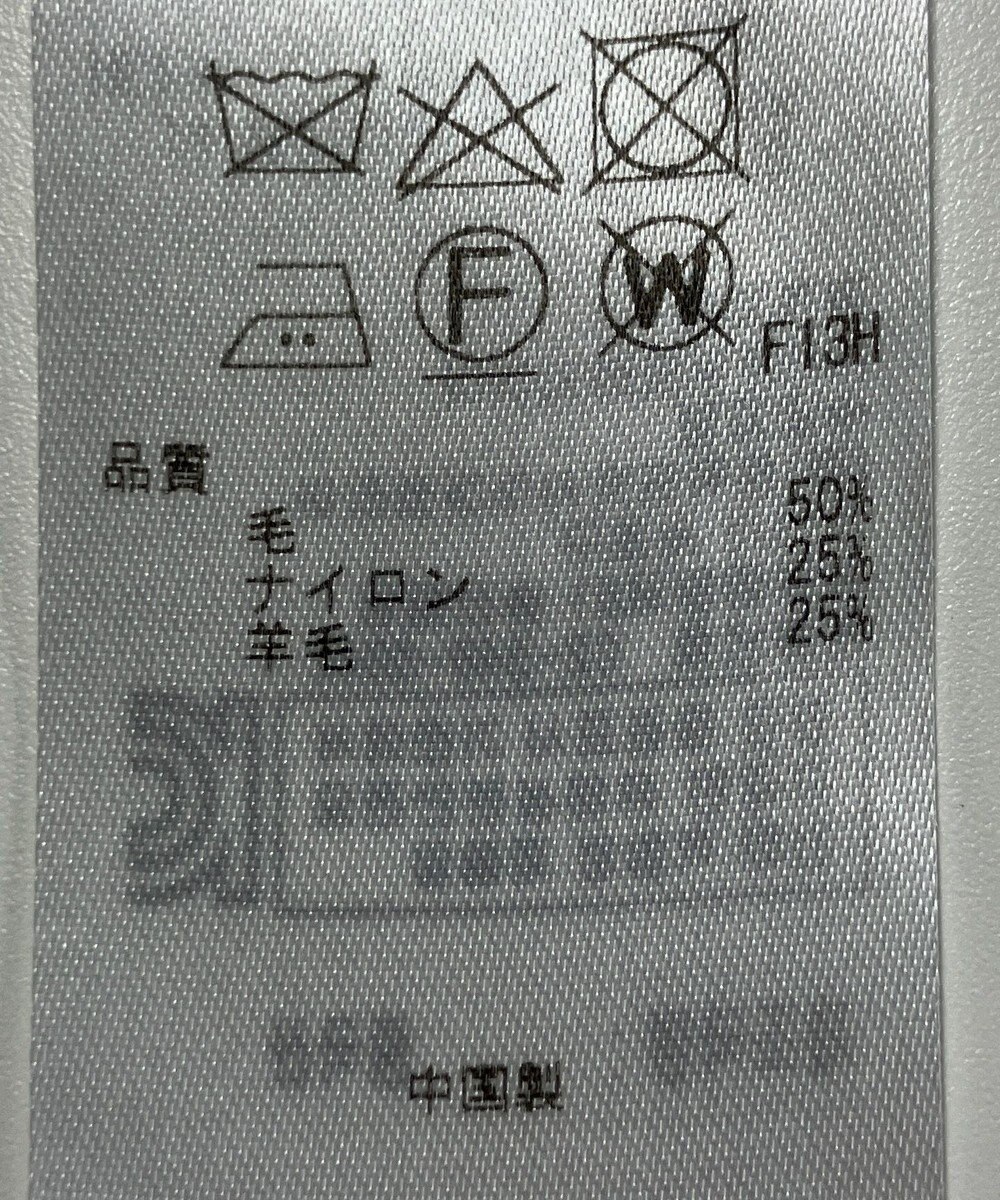 F
W
F13H
品質
毛 50%
ナイロン 25%
羊毛 25%
中国製